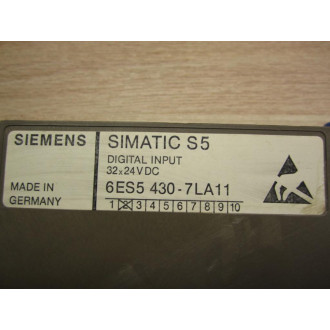 SIEMENS
SIMATIC S5
DIGITAL INPUT
32x24VDC
MADE IN
GERMANY
6ES5 430-7LA11
1 3 4 5 6 7 8 9 10